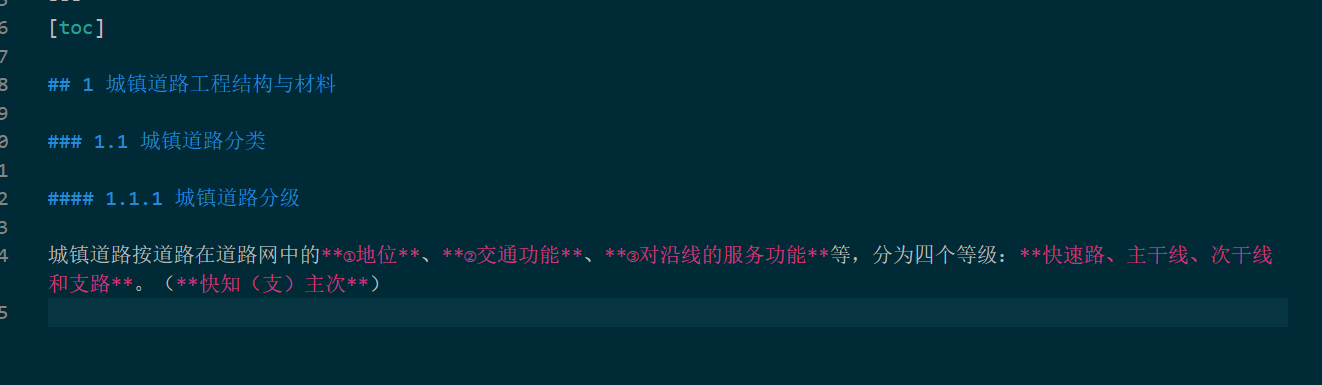 6 [toc]
7
8 ## 1 城镇道路工程结构与材料
9
0 ### 1.1 城镇道路分类
1
2 #### 1.1.1 城镇道路分级
3
4 城镇道路按道路在道路网中的**①地位**、**②交通功能**、**③对沿线的服务功能**等，分为四个等级：**快速路、主干线、次干线
和支路**。（**快知（支）主次**）
5